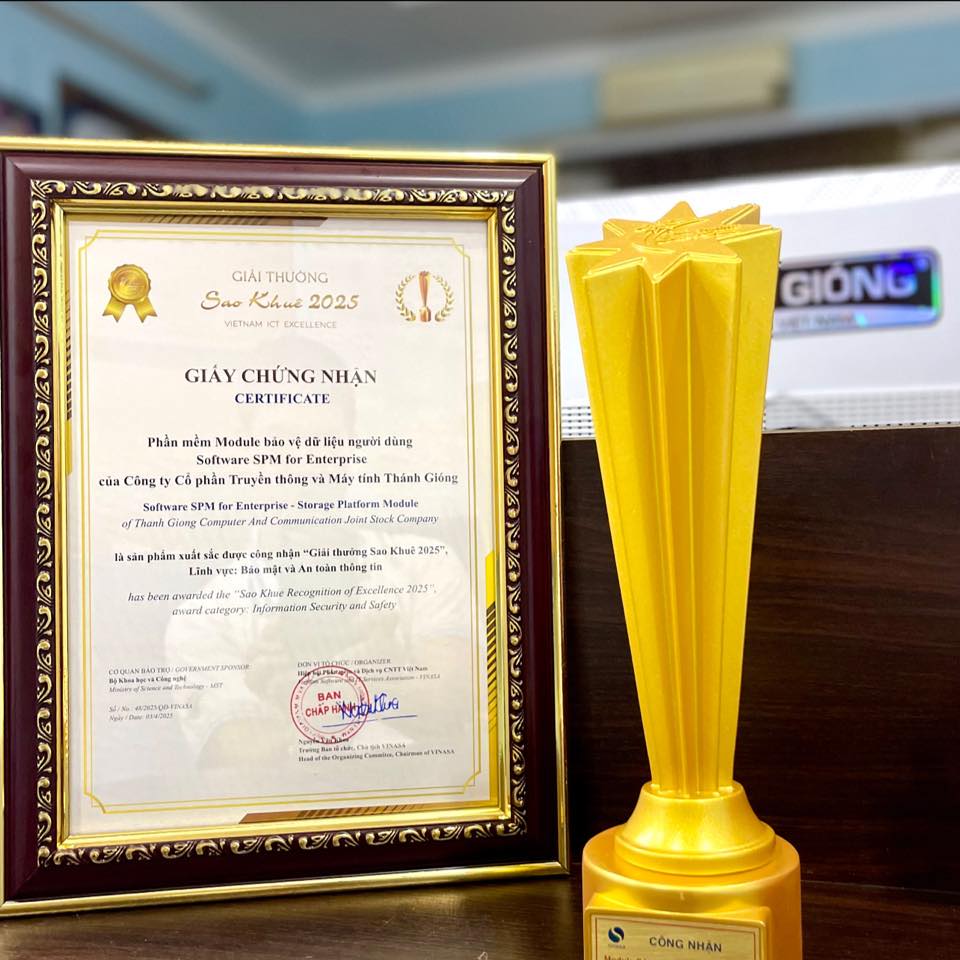 GIẢI THƯỞNG
Sao Khuê 2025
VIETNAM ICT EXCELLENCE
GIẤY CHỨNG NHẬN
CERTIFICATE
Phần mềm Module bảo vệ dữ liệu người dùng
Software SPM for Enterprise
của Công ty Cổ phần Truyền thông và Máy tính Thánh Gióng
Software SPM for Enterprise - Storage Platform Module
of Thanh Giong Computer And Communication Joint Stock Company
là sản phẩm xuất sắc được công nhận “Giải thưởng Sao Khuê 2025”,
Lĩnh vực: Bảo mật và An toàn thông tin
has been awarded the “Sao Khue Recognition of Excellence 2025”,
award category: Information Security and Safety
CƠ QUAN BẢO TRỢ / GOVERNMENT SPONSOR
Bộ Khoa học và Công nghệ
Ministry of Science and Technology - MST
Số / No.: 48/2025/QĐ-VINASA
Ngày / Date: 03/4/2025
ĐƠN VỊ TỔ CHỨC / ORGANIZER
Hiệp hội Phần mềm và Dịch vụ CNTT Việt Nam
Software and IT Services Association - VINASA
BAN
CHẤP HÀNH
Nguyễn Văn Khoa
Trưởng Ban tổ chức, Chủ tịch VINASA
Head of the Organizing Commitee, Chairman of VINASA
GIÓNG
VIET NAM
CÔNG NHẬN